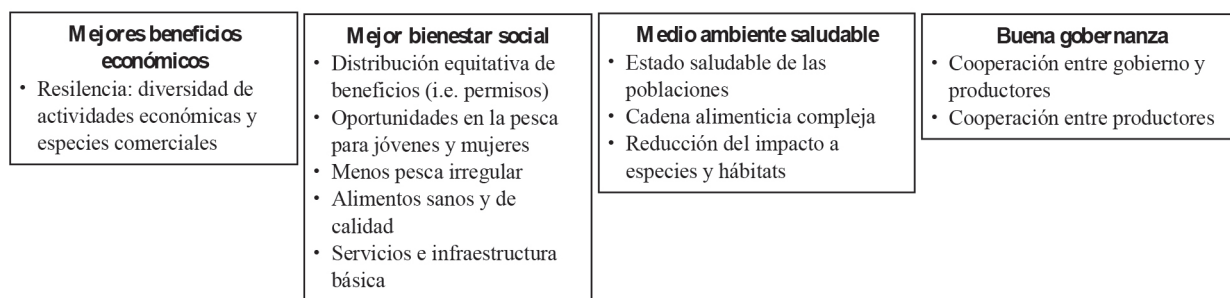 Mejores beneficios
económicos
• Resilencia: diversidad de
actividades económicas y
especies comerciales
Mejor bienestar social
• Distribución equitativa de
beneficios (i.e. permisos)
• Oportunidades en la pesca
para jóvenes y mujeres
• Menos pesca irregular
• Alimentos sanos y de
calidad
• Servicios e infraestructura
básica
Medio ambiente saludable
• Estado saludable de las
poblaciones
• Cadena alimenticia compleja
• Reducción del impacto a
especies y hábitats
Buena gobernanza
• Cooperación entre gobierno y
productores
• Cooperación entre productores